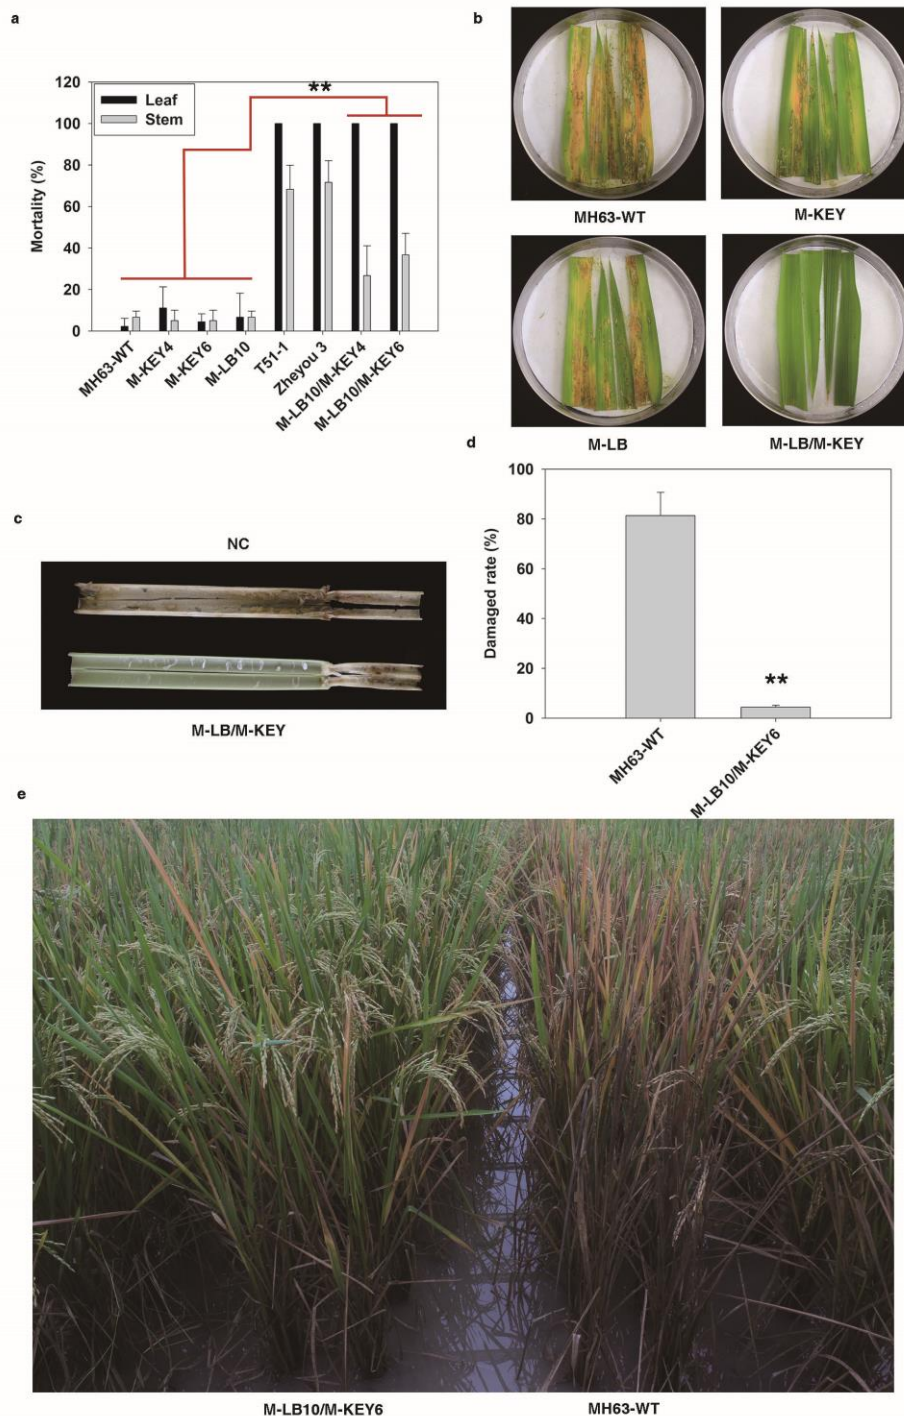 a
120
100
80
60
40
20
0
Mortality (%)
Leaf
Stem
**
MH63-WT
M-KEY4
M-KEY6
M-LB10
T51-1
Zheyou 3
M-LB10/M-KEY4
M-LB10/M-KEY6
b
MH63-WT
M-KEY
M-LB
M-LB/M-KEY
c
NC
M-LB/M-KEY
d
100
80
60
40
20
0
Damaged rate (%)
**
MH63-WT
M-LB10/M-KEY6
e
M-LB10/M-KEY6
MH63-WT